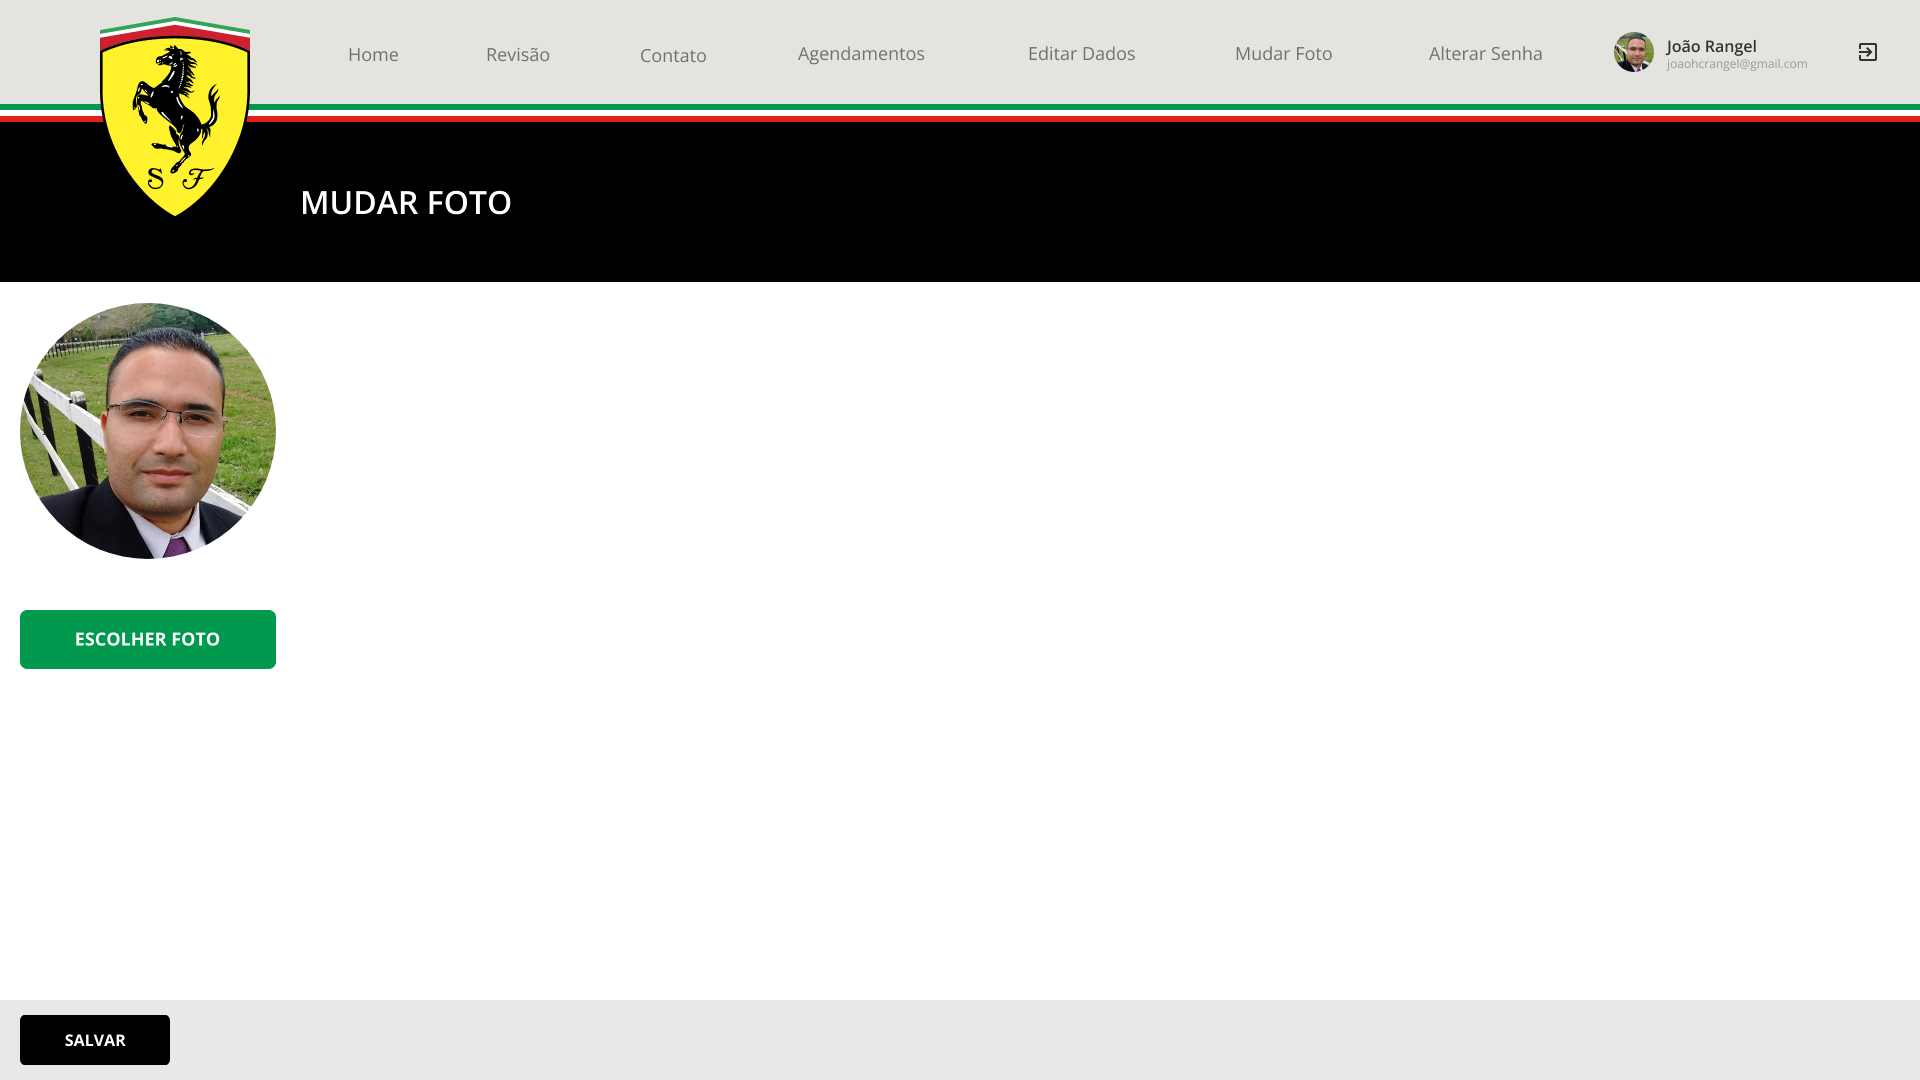 Home
Revisão
Contato
Agendamentos
Editar Dados
Mudar Foto
Alterar Senha
João Rangel
joaohcrangel@gmail.com
S F
MUDAR FOTO
ESCOLHER FOTO
SALVAR